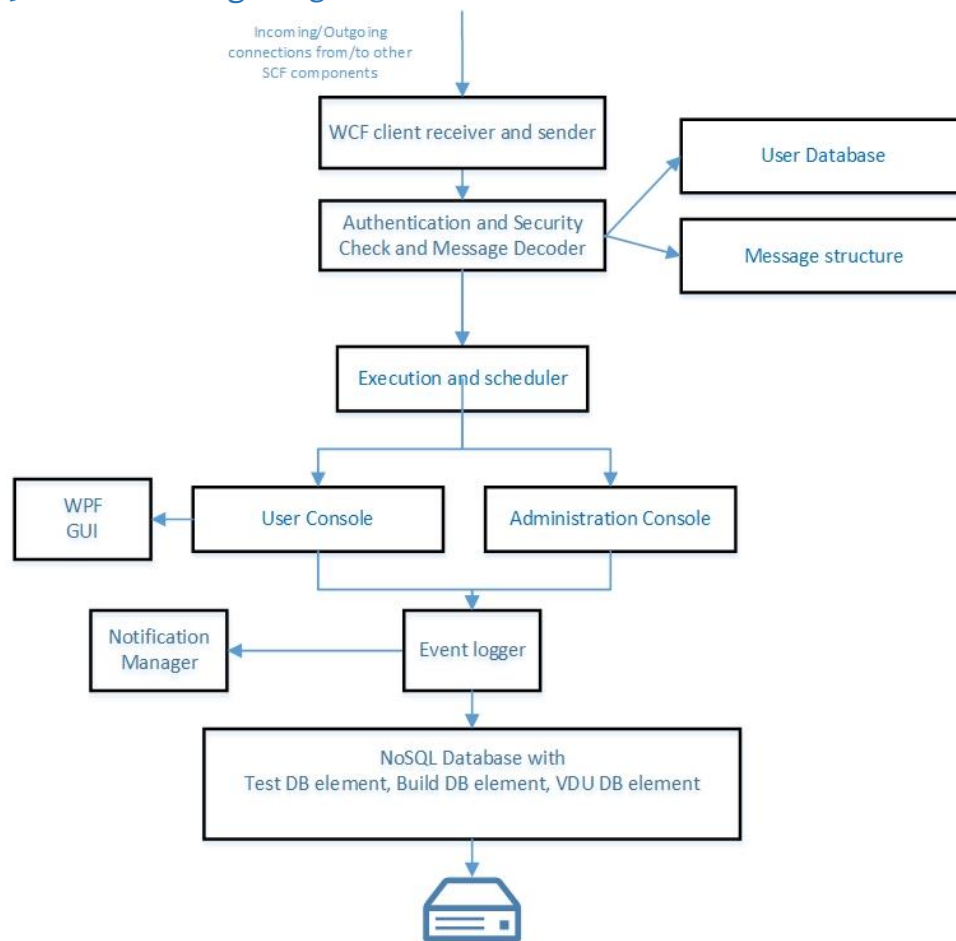 Incoming/Outgoing
connections from/to other
SCF components
WCF client receiver and sender
User Database
Authentication and Security
Check and Message Decoder
Message structure
Execution and scheduler
WPF
GUI
User Console
Administration Console
Notification
Manager
Event logger
NoSQL Database with
Test DB element, Build DB element, VDU DB element